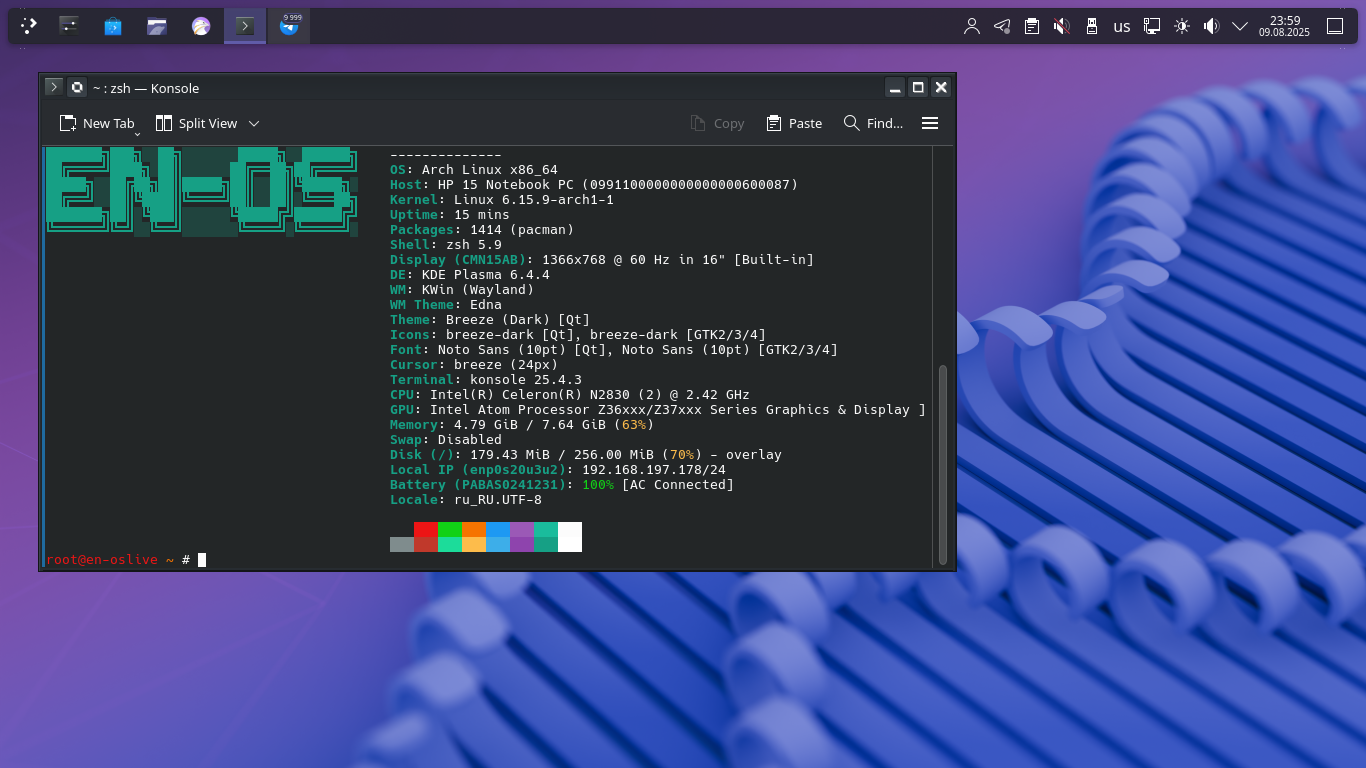 9 999
us
23:59
09.08.2025
~ : zsh — Konsole
New Tab
Split View
Copy
Paste
Find...
EN-OS
--------------
OS: Arch Linux x86_64
Host: HP 15 Notebook PC (0991100000000000000600087)
Kernel: Linux 6.15.9-arch1-1
Uptime: 15 mins
Packages: 1414 (pacman)
Shell: zsh 5.9
Display (CMN15AB): 1366x768 @ 60 Hz in 16" [Built-in]
DE: KDE Plasma 6.4.4
WM: KWin (Wayland)
WM Theme: Edna
Theme: Breeze (Dark) [Qt]
Icons: breeze-dark [Qt], breeze-dark [GTK2/3/4]
Font: Noto Sans (10pt) [Qt], Noto Sans (10pt) [GTK2/3/4]
Cursor: breeze (24px)
Terminal: konsole 25.4.3
CPU: Intel(R) Celeron(R) N2830 (2) @ 2.42 GHz
GPU: Intel Atom Processor Z36xxx/Z37xxx Series Graphics & Display ]
Memory: 4.79 GiB / 7.64 GiB (63%)
Swap: Disabled
Disk (/): 179.43 MiB / 256.00 MiB (70%) - overlay
Local IP (enp0s20u3u2): 192.168.197.178/24
Battery (PABAS0241231): 100% [AC Connected]
Locale: ru_RU.UTF-8
root@en-oslive ~ #